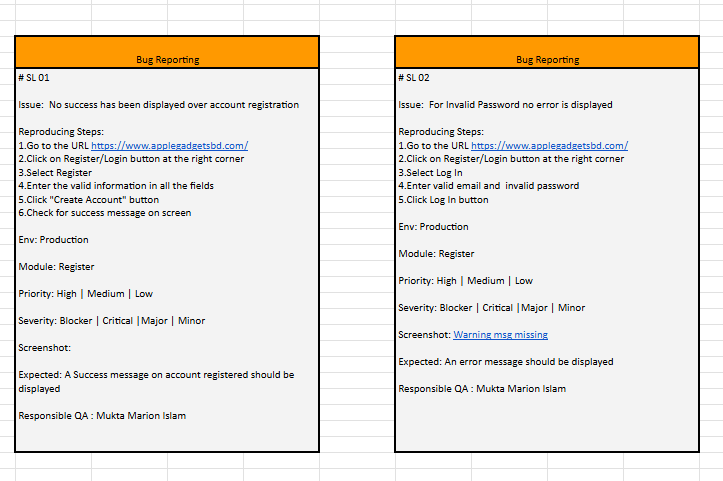 Bug Reporting
# SL 01
Issue:  No success has been displayed over account registration
Reproducing Steps:
1.Go to the URL https://www.applegadgetsbd.com/
2.Click on Register/Login button at the right corner
3.Select Register
4.Enter the valid information in all the fields
5.Click "Create Account" button
6.Check for success message on screen
Env: Production
Module: Register
Priority: High | Medium | Low
Severity: Blocker | Critical |Major | Minor
Screenshot:
Expected: A Success message on account registered should be
displayed
Responsible QA : Mukta Marion Islam
Bug Reporting
# SL 02
Issue:  For Invalid Password no error is displayed
Reproducing Steps:
1.Go to the URL https://www.applegadgetsbd.com/
2.Click on Register/Login button at the right corner
3.Select Log In
4.Enter valid email and  invalid password
5.Click Log In button
Env: Production
Module: Register
Priority: High | Medium | Low
Severity: Blocker | Critical |Major | Minor
Screenshot: Warning msg missing
Expected: An error message should be displayed
Responsible QA : Mukta Marion Islam